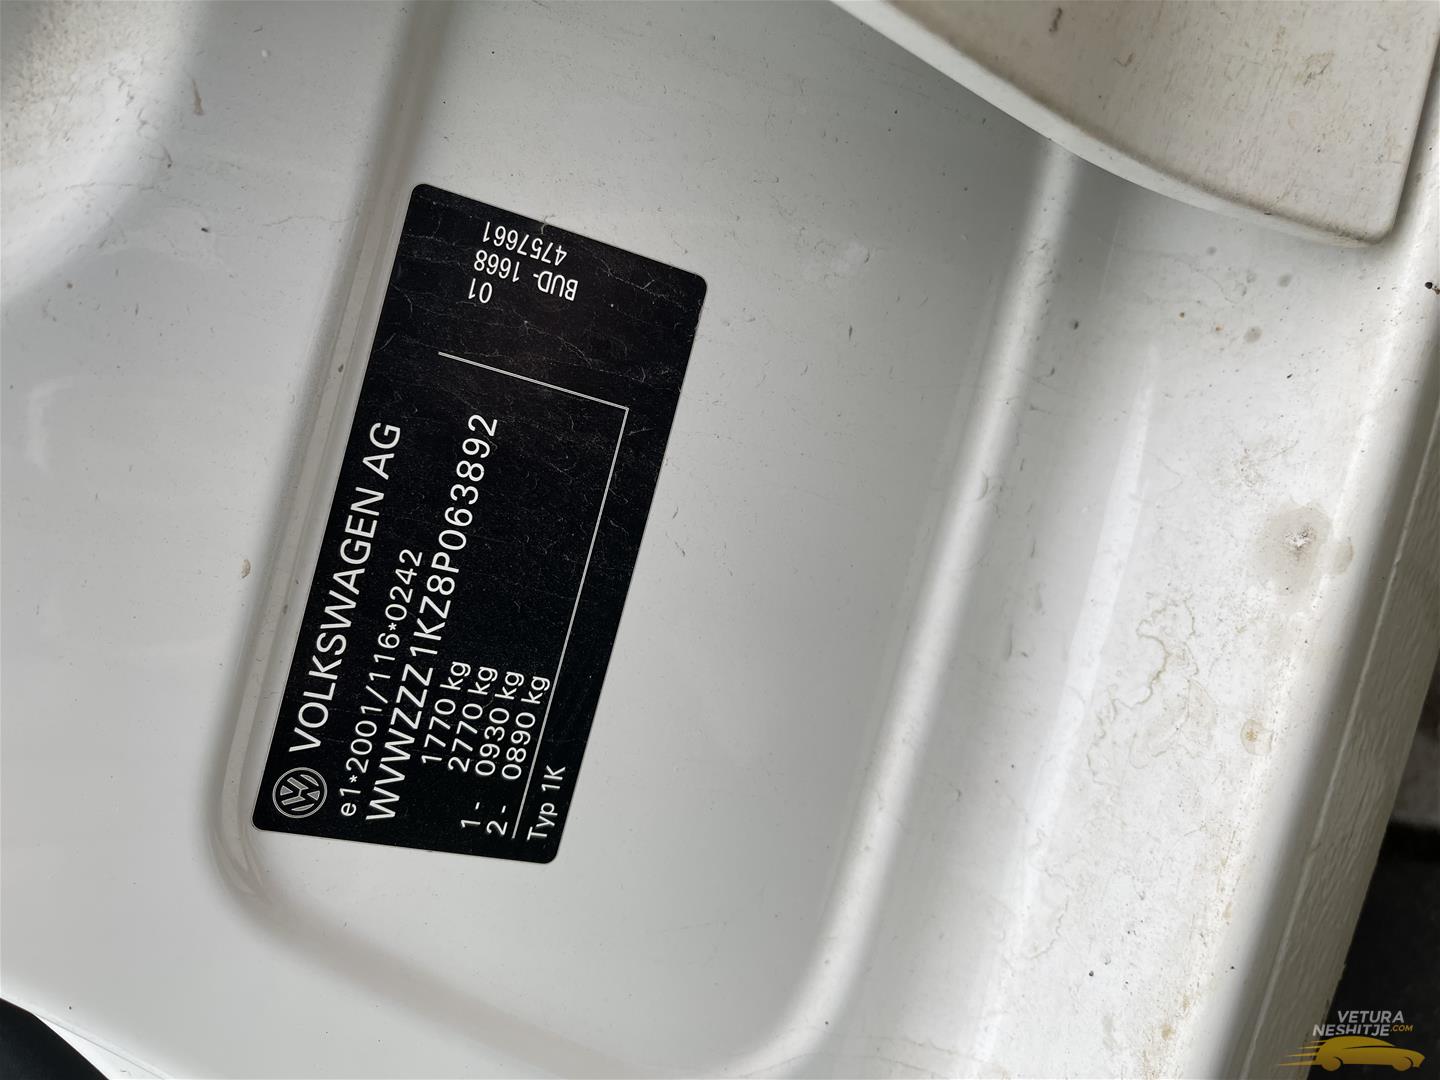 VOLKSWAGEN AG
e1*2001/116*0242
WVWZZZ1KZ8P063892
1770 kg
2770 kg
1- 0930 kg
2- 0890 kg
Typ 1K
01
1668
4757661
BUD-
VETURA
NESHITJE.COM